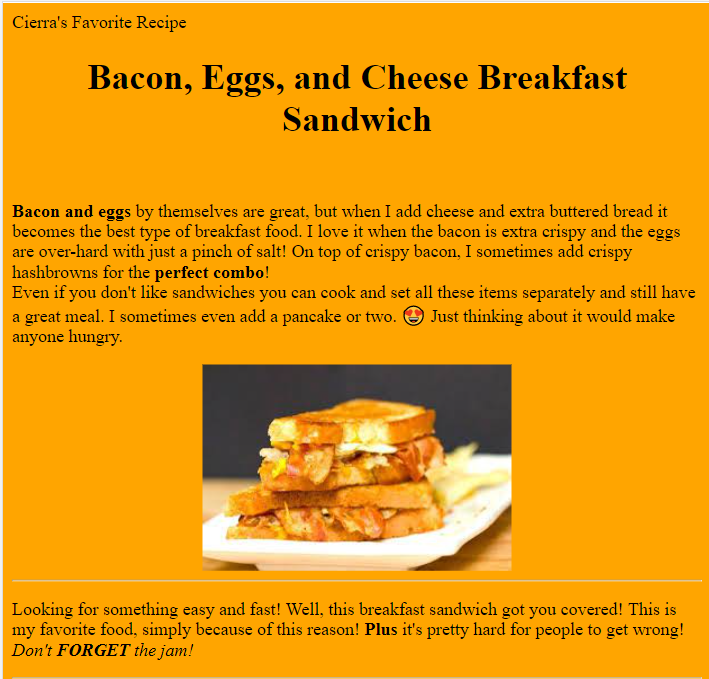 Cierra's Favorite Recipe
Bacon, Eggs, and Cheese Breakfast
Sandwich
Bacon and eggs by themselves are great, but when I add cheese and extra buttered bread it
becomes the best type of breakfast food. I love it when the bacon is extra crispy and the eggs
are over-hard with just a pinch of salt! On top of crispy bacon, I sometimes add crispy
hashbrowns for the perfect combo!
Even if you don't like sandwiches you can cook and set all these items separately and still have
a great meal. I sometimes even add a pancake or two. 😍 Just thinking about it would make
anyone hungry.
Looking for something easy and fast! Well, this breakfast sandwich got you covered! This is
my favorite food, simply because of this reason! Plus it's pretty hard for people to get wrong!
Don't FORGET the jam!